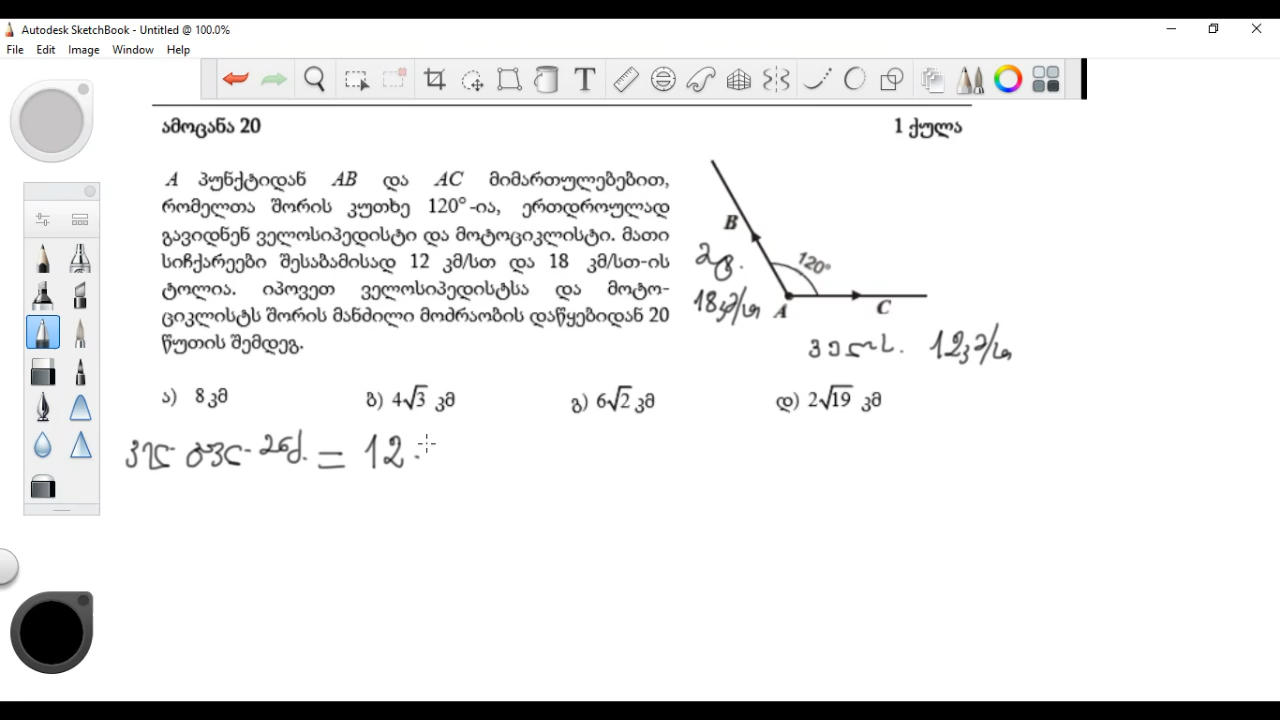 Autodesk SketchBook - Untitled @ 100.0%
File Edit Image Window Help
ამოცანა 20 1 ქულა
A პუნქტიდან AB და AC მიმართულებებით,
რომელთა შორის კუთხე 120°-ია, ერთდროულად
გავიდნენ ველოსიპედისტი და მოტოციკლისტი. მათი
სიჩქარეები შესაბამისად 12 კმ/სთ და 18 კმ/სთ-ის
ტოლია. იპოვეთ ველოსიპედისტსა და მოტო-
ციკლისტს შორის მანძილი მოძრაობის დაწყებიდან 20
წუთის შემდეგ.
B
120°
18კმ/სთ
A
C
ველოს. 12კმ/სთ
ა) 8 კმ ბ) 4√3 კმ გ) 6√2 კმ დ) 2√19 კმ
= 12 ·